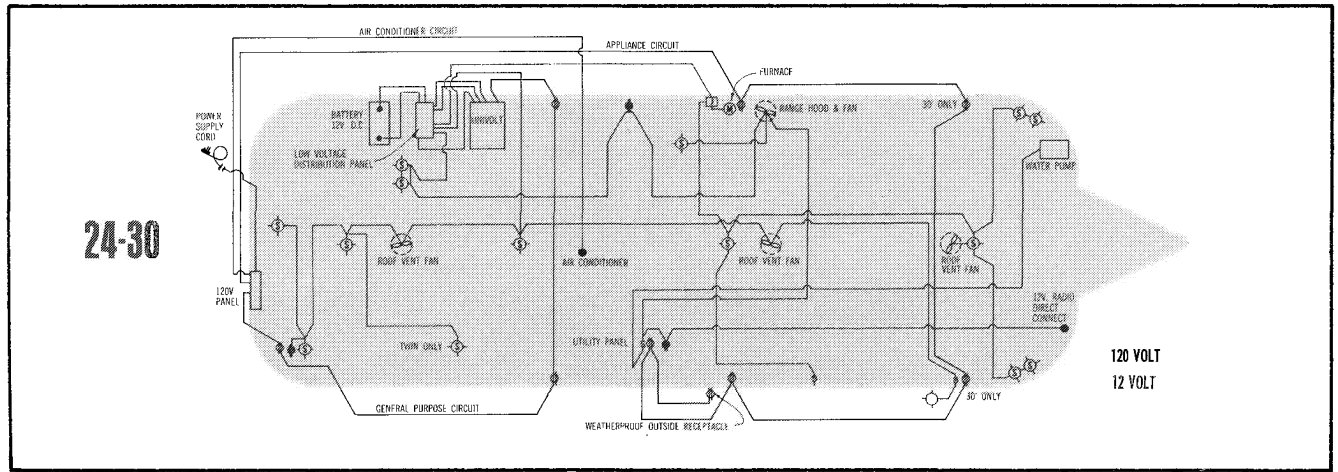 AIR CONDITIONER CIRCUIT
APPLIANCE CIRCUIT
FURNACE
POWER
SUPPLY
CORD
BATTERY
12V D.C
UNIVOLT
RANGE HOOD & FAN
30' ONLY
LOW VOLTAGE
DISTRIBUTION PANEL
WATER PUMP
24-30
ROOF VENT FAN
AIR CONDITIONER
ROOF VENT FAN
ROOF
VENT FAN
120V
PANEL
12V. RADIO
DIRECT
CONNECT
TWIN ONLY
UTILITY PANEL
120 VOLT
12 VOLT
30' ONLY
GENERAL PURPOSE CIRCUIT
WEATHERPROOF OUTSIDE RECEPTACLE